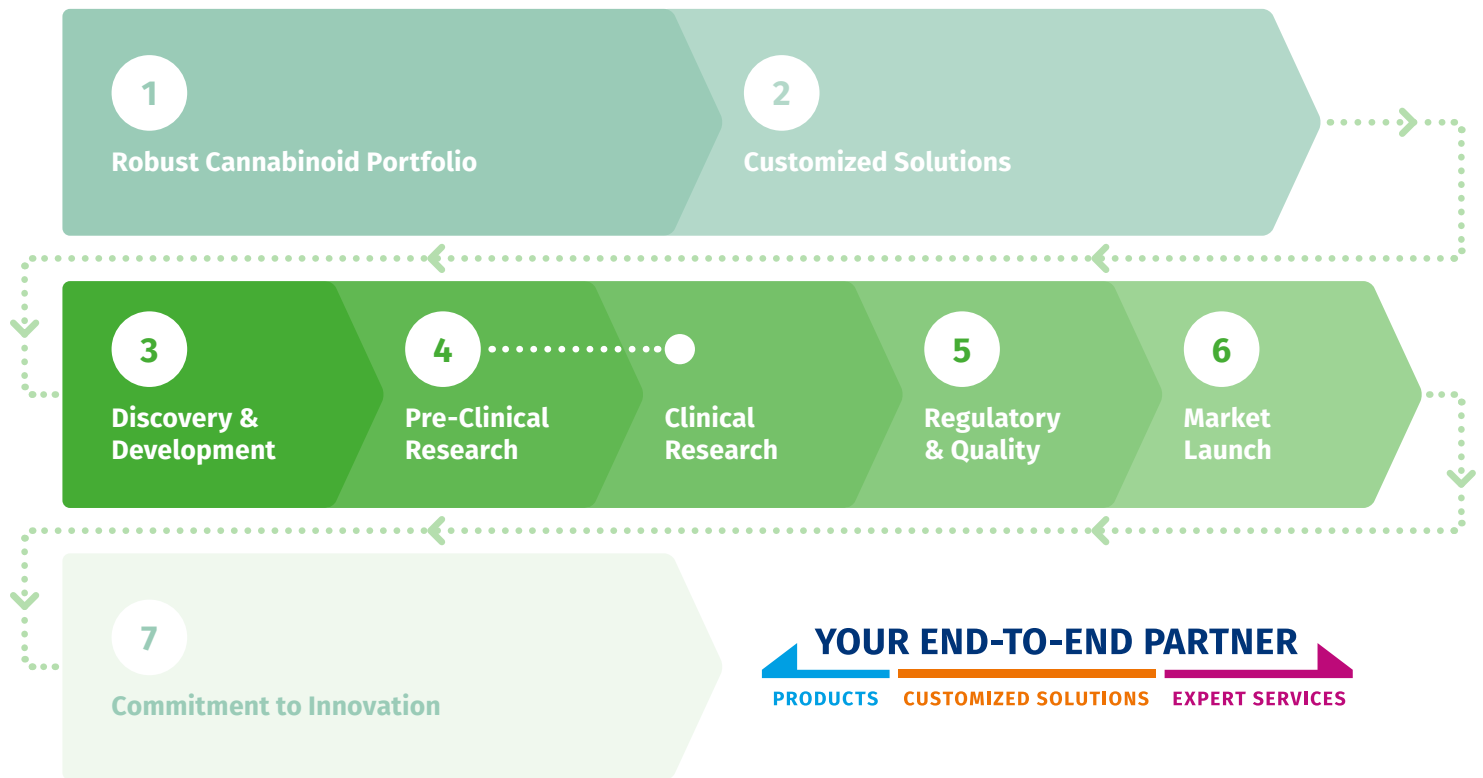 1
Robust Cannabinoid Portfolio
2
Customized Solutions
3
Discovery &
Development
4
Pre-Clinical
Research
Clinical
Research
5
Regulatory
& Quality
6
Market
Launch
7
Commitment to Innovation
YOUR END-TO-END PARTNER
PRODUCTS CUSTOMIZED SOLUTIONS EXPERT SERVICES